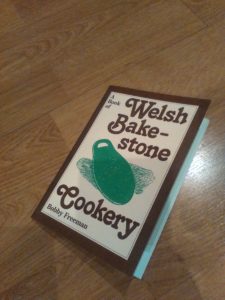 A
Book
of
Welsh
Bake-
stone
Cookery
Bobby Freeman